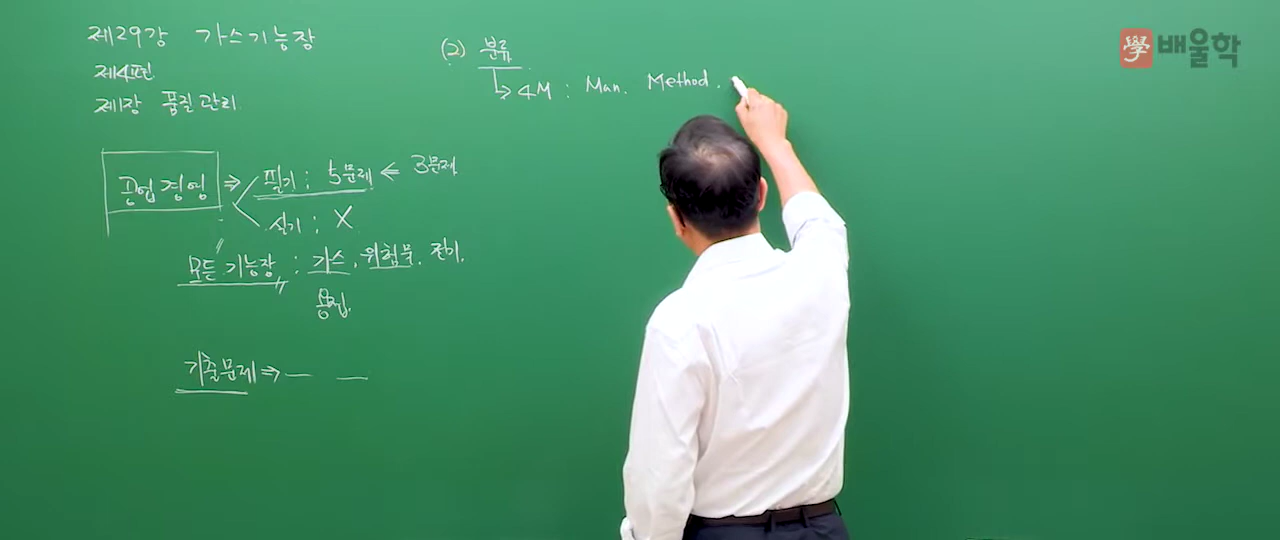 제29강 가스기능장
제4편
제1장 품질관리
공업경영 ⇒ 필기 : 5문제 ⇐ 3문제
실기 : X
"모든 기능장" : 가스, 위험물, 전기,
용접,
기출문제 ⇒ — —
(2) 분류
↳ 4M : Man. Method.
學 배울학